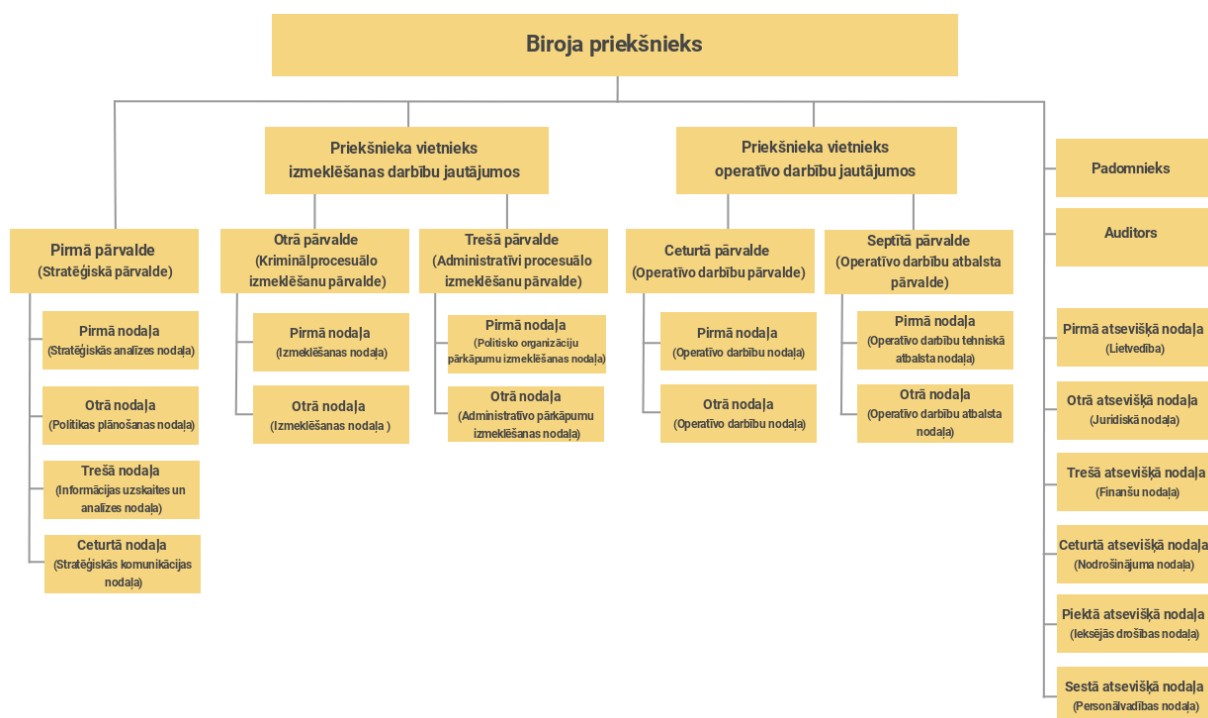 Biroja priekšnieks
Priekšnieka vietnieks
izmeklēšanas darbību jautājumos
Priekšnieka vietnieks
operatīvo darbību jautājumos
Padomnieks
Auditors
Pirmā pārvalde
(Stratēģiskā pārvalde)
Otrā pārvalde
(Kriminālprocesuālo
izmeklēšanu pārvalde)
Trešā pārvalde
(Administratīvi procesuālo
izmeklēšanu pārvalde)
Ceturtā pārvalde
(Operatīvo darbību pārvalde)
Septītā pārvalde
(Operatīvo darbību atbalsta
pārvalde)
Pirmā nodaļa
(Stratēģiskās analīzes nodaļa)
Otrā nodaļa
(Politikas plānošanas nodaļa)
Trešā nodaļa
(Informācijas uzskaites un
analīzes nodaļa)
Ceturtā nodaļa
(Stratēģiskās komunikācijas
nodaļa)
Pirmā nodaļa
(Izmeklēšanas nodaļa)
Otrā nodaļa
(Izmeklēšanas nodaļa )
Pirmā nodaļa
(Politisko organizāciju
pārkāpumu izmeklēšanas nodaļa)
Otrā nodaļa
(Administratīvo pārkāpumu
izmeklēšanas nodaļa)
Pirmā nodaļa
(Operatīvo darbību nodaļa)
Otrā nodaļa
(Operatīvo darbību nodaļa)
Pirmā nodaļa
(Operatīvo darbību tehniskā
atbalsta nodaļa)
Otrā nodaļa
(Operatīvo darbību atbalsta
nodaļa)
Pirmā atsevišķā nodaļa
(Lietvedība)
Otrā atsevišķā nodaļa
(Juridiskā nodaļa)
Trešā atsevišķā nodaļa
(Finanšu nodaļa)
Ceturtā atsevišķā nodaļa
(Nodrošinājuma nodaļa)
Piektā atsevišķā nodaļa
(Ieksējās drošības nodaļa)
Sestā atsevišķā nodaļa
(Personālvadības nodaļa)